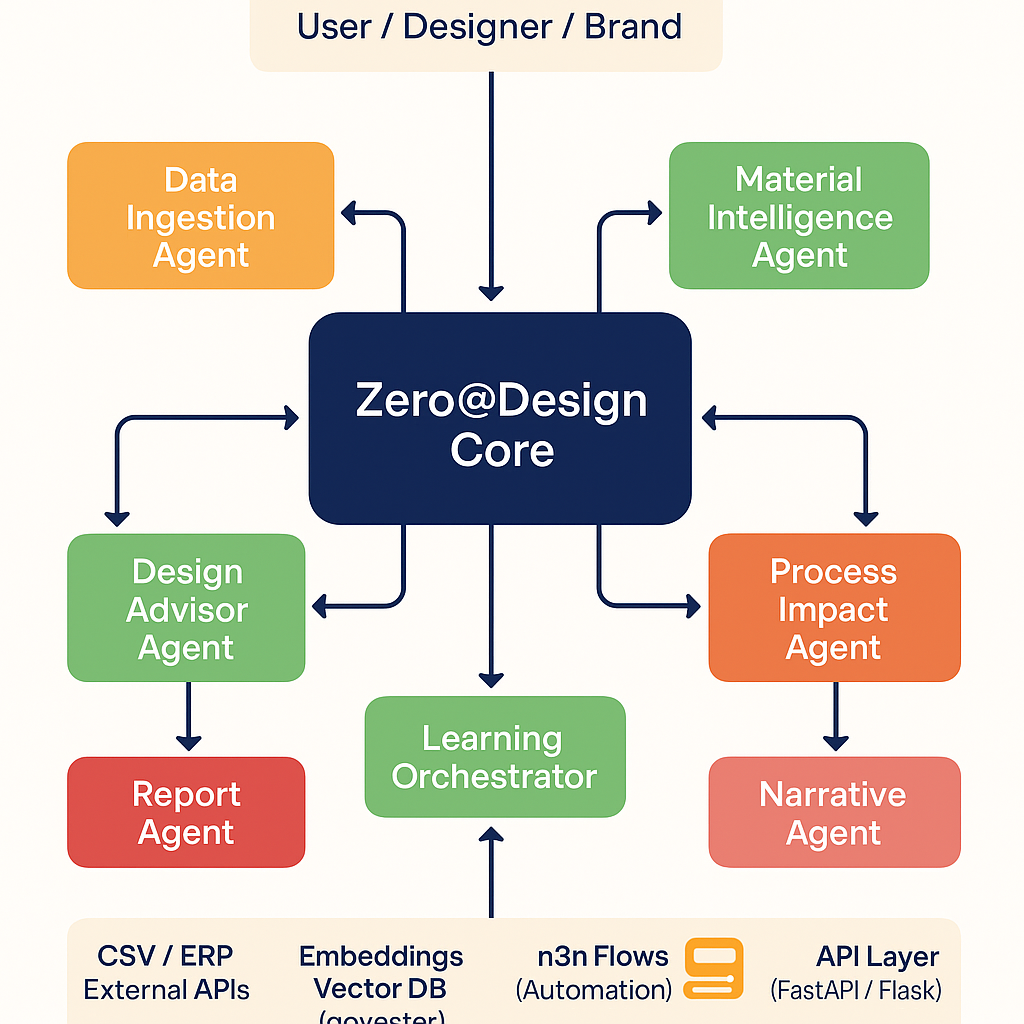 User / Designer / Brand
Data
Ingestion
Agent
Material
Intelligence
Agent
Zero@Design
Core
Design
Advisor
Agent
Process
Impact
Agent
Learning
Orchestrator
Report
Agent
Narrative
Agent
CSV / ERP
External APIs
Embeddings
Vector DB
n3n Flows
(Automation)
API Layer
(FastAPI / Flask)